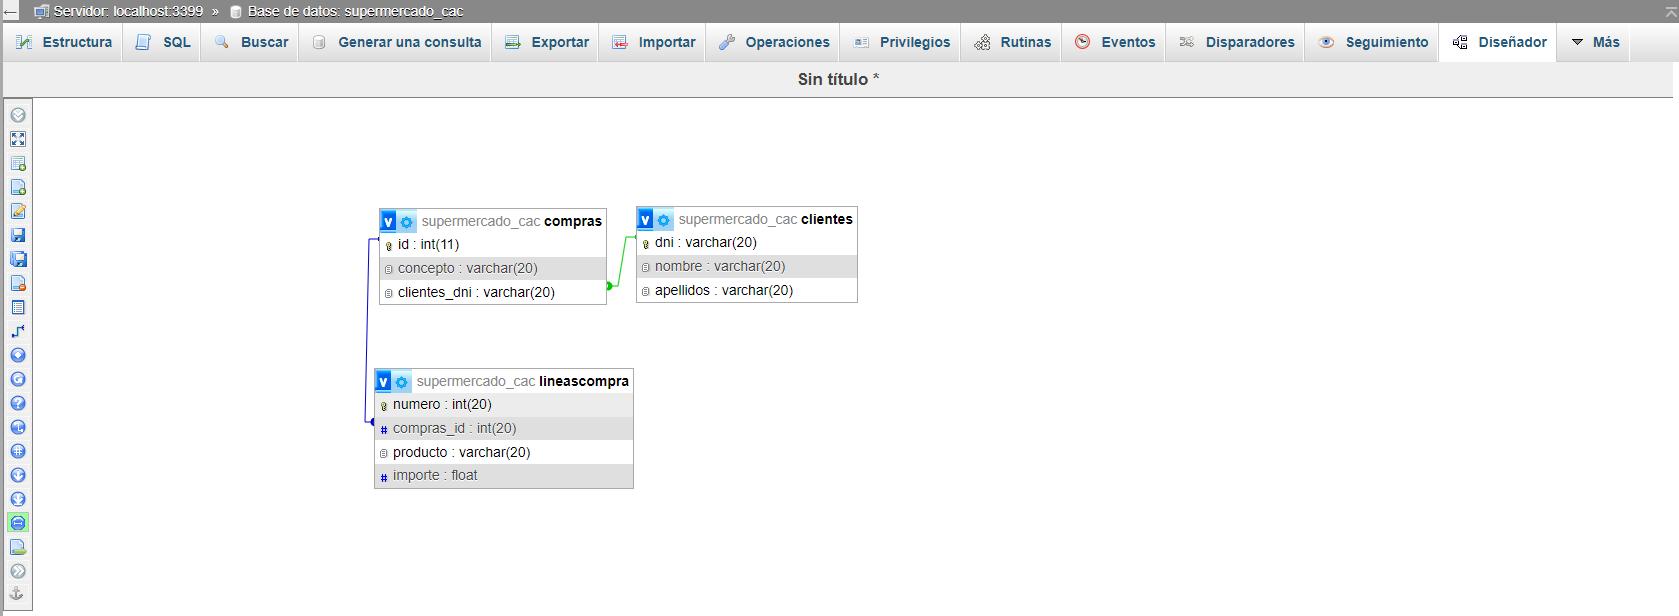 Servidor: localhost:3399 » Base de datos: supermercado_cac
Estructura SQL Buscar Generar una consulta Exportar Importar Operaciones Privilegios Rutinas Eventos Disparadores Seguimiento Diseñador Más
Sin título *
v supermercado_cac compras
id : int(11)
concepto : varchar(20)
clientes_dni : varchar(20)
v supermercado_cac clientes
dni : varchar(20)
nombre : varchar(20)
apellidos : varchar(20)
v supermercado_cac lineascompra
numero : int(20)
# compras_id : int(20)
producto : varchar(20)
# importe : float